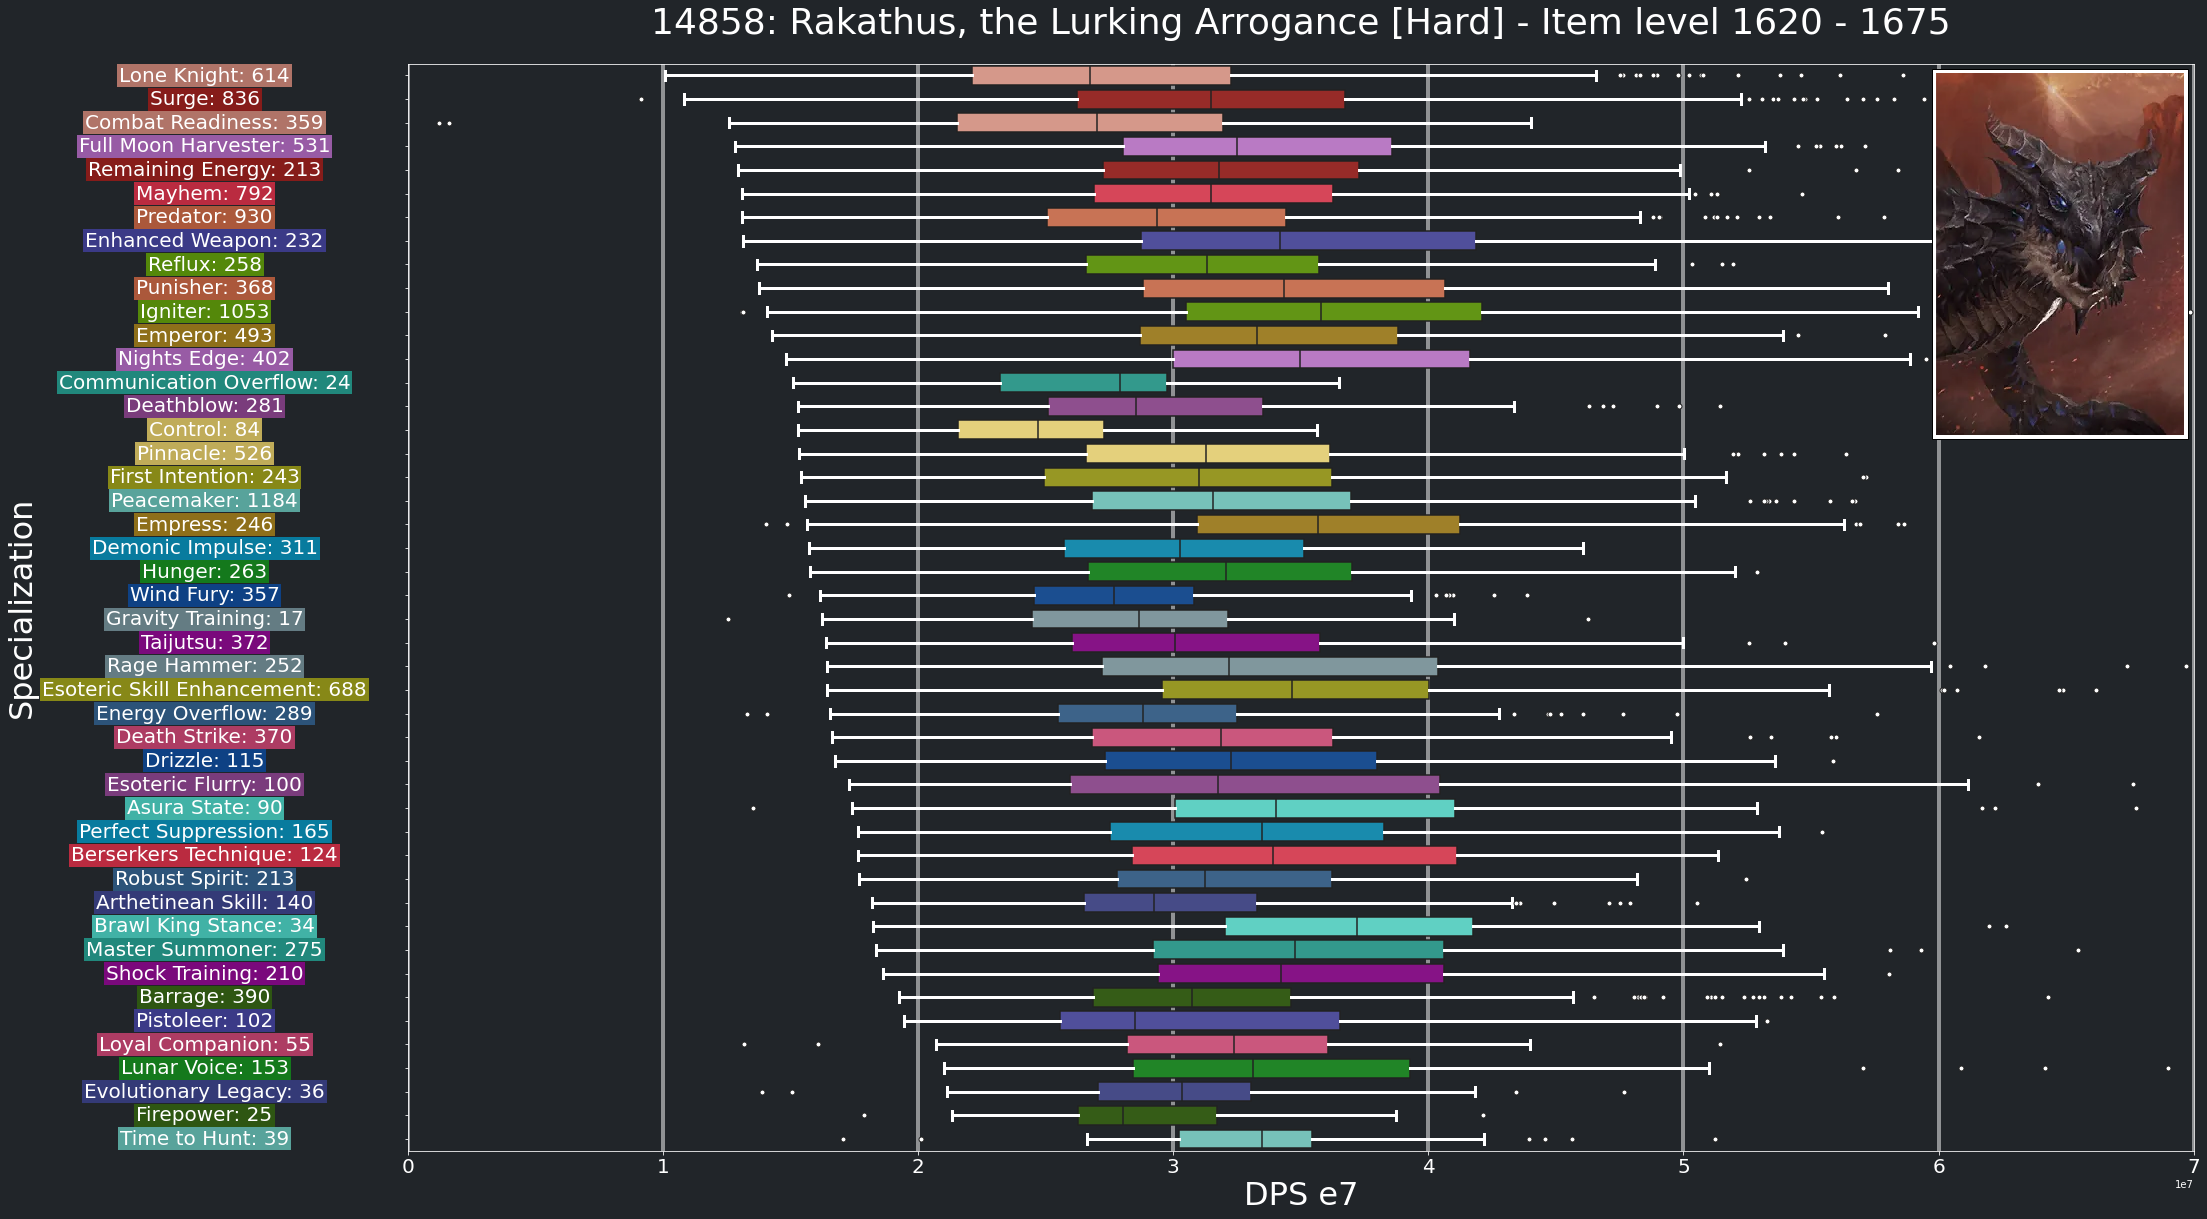 14858: Rakathus, the Lurking Arrogance [Hard] - Item level 1620 - 1675
Specialization
Lone Knight: 614
Surge: 836
Combat Readiness: 359
Full Moon Harvester: 531
Remaining Energy: 213
Mayhem: 792
Predator: 930
Enhanced Weapon: 232
Reflux: 258
Punisher: 368
Igniter: 1053
Emperor: 493
Nights Edge: 402
Communication Overflow: 24
Deathblow: 281
Control: 84
Pinnacle: 526
First Intention: 243
Peacemaker: 1184
Empress: 246
Demonic Impulse: 311
Hunger: 263
Wind Fury: 357
Gravity Training: 17
Taijutsu: 372
Rage Hammer: 252
Esoteric Skill Enhancement: 688
Energy Overflow: 289
Death Strike: 370
Drizzle: 115
Esoteric Flurry: 100
Asura State: 90
Perfect Suppression: 165
Berserkers Technique: 124
Robust Spirit: 213
Arthetinean Skill: 140
Brawl King Stance: 34
Master Summoner: 275
Shock Training: 210
Barrage: 390
Pistoleer: 102
Loyal Companion: 55
Lunar Voice: 153
Evolutionary Legacy: 36
Firepower: 25
Time to Hunt: 39
0 1 2 3 4 5 6 7
DPS e7
1e7